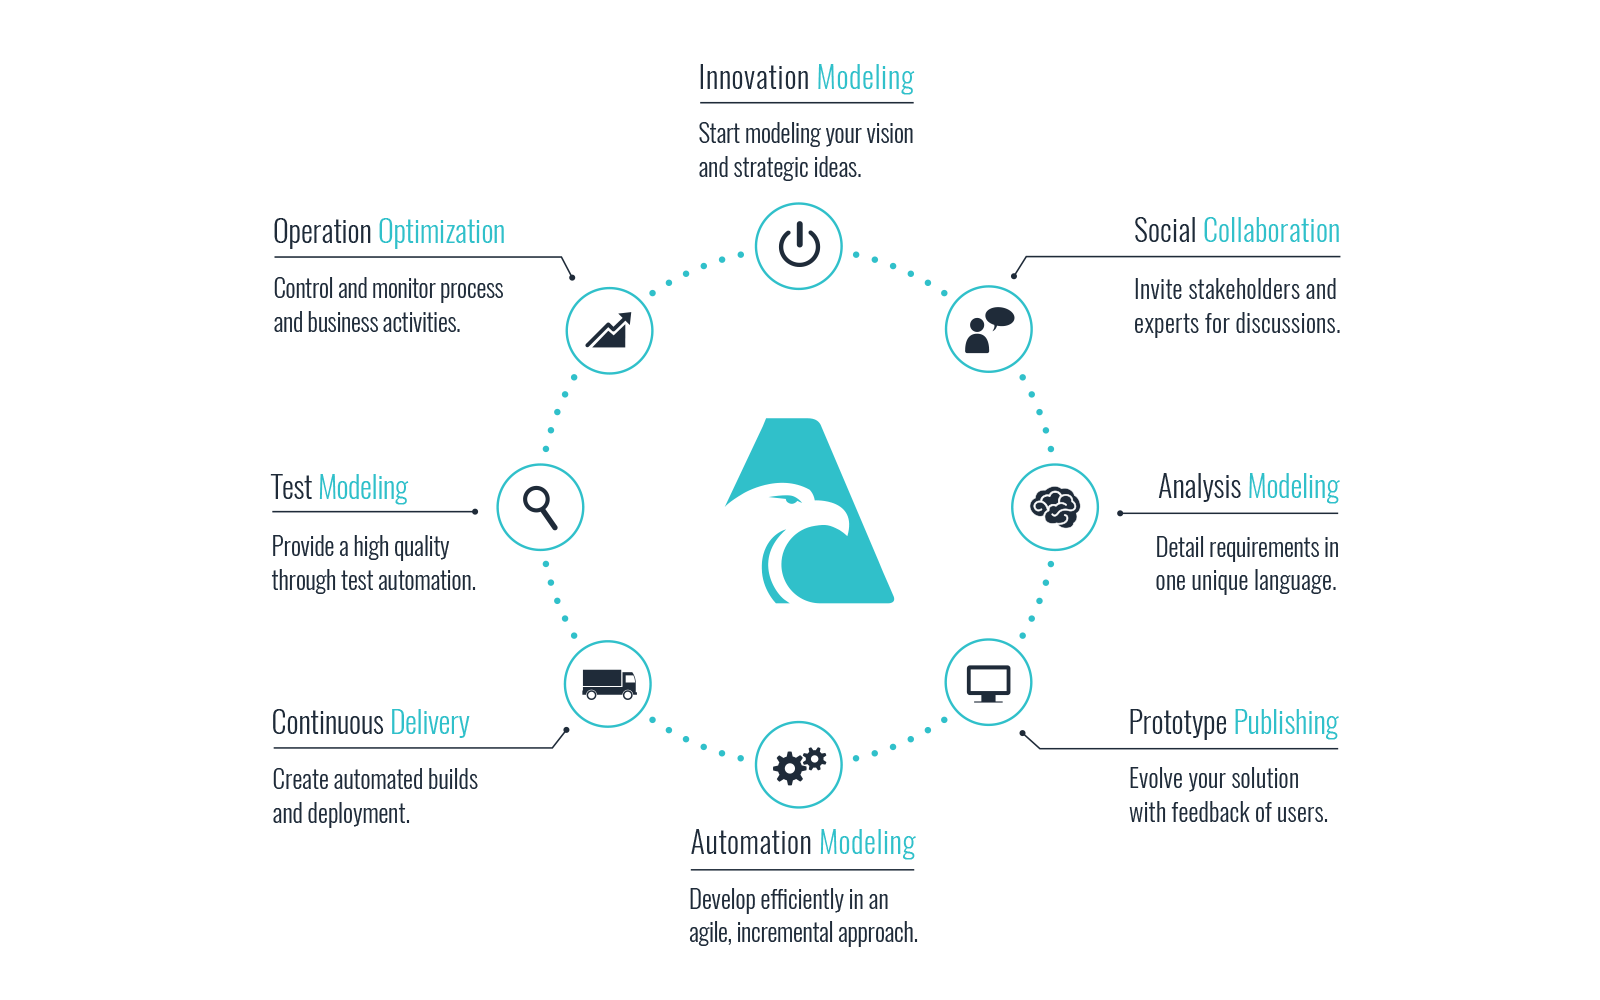 Innovation Modeling
Start modeling your vision
and strategic ideas.
Social Collaboration
Invite stakeholders and
experts for discussions.
Analysis Modeling
Detail requirements in
one unique language.
Prototype Publishing
Evolve your solution
with feedback of users.
Automation Modeling
Develop efficiently in an
agile, incremental approach.
Continuous Delivery
Create automated builds
and deployment.
Test Modeling
Provide a high quality
through test automation.
Operation Optimization
Control and monitor process
and business activities.